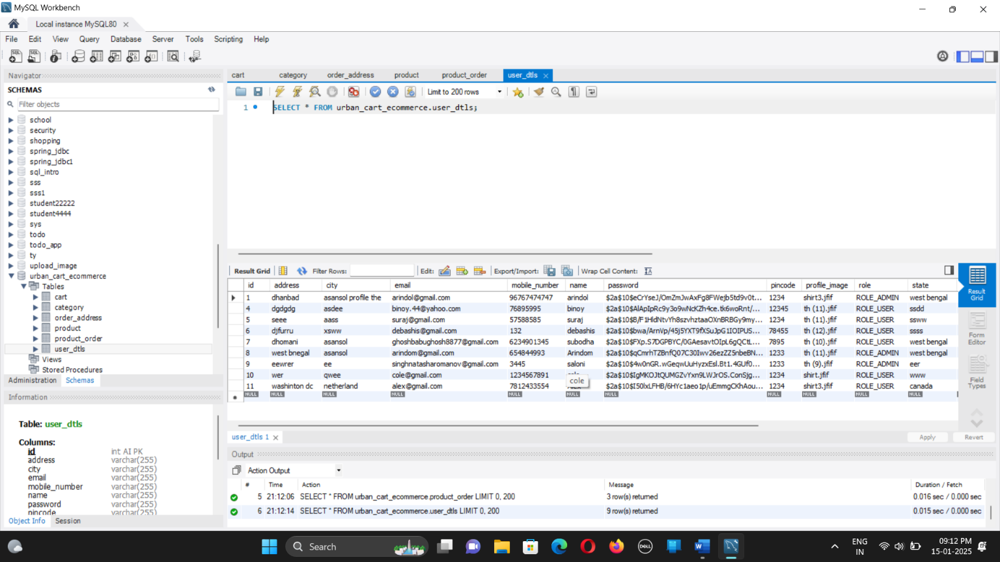 MySQL Workbench
Local instance MySQL80
File Edit View Query Database Server Tools Scripting Help
Navigator
SCHEMAS
Filter objects
school
security
shopping
spring_jdbc
spring_jdbc1
sql_intro
sss
sss1
student22222
student4444
sys
todo
todo_app
ty
upload_image
urban_cart_ecommerce
Tables
cart
category
order_address
product
product_order
user_dtls
Views
Stored Procedures
Administration Schemas
Information
Table: user_dtls
Columns:
id int AI PK
address varchar(255)
city varchar(255)
email varchar(255)
mobile_number varchar(255)
name varchar(255)
password varchar(255)
pincode varchar(255)
Object Info Session
cart category order_address product product_order user_dtls
Limit to 200 rows
1 SELECT * FROM urban_cart_ecommerce.user_dtls;
Result Grid Filter Rows: Edit: Export/Import: Wrap Cell Content:
id address city email mobile_number name password pincode profile_image role state
1 dhanbad asansol profile the arindol@gmail.com 96767474747 arindol $2a$10$eCrYseJ/OmZmJwAxFg8FWejb5td9v0t... 1234 shirt3.jfif ROLE_ADMIN west bengal
4 dgdgdg asdee binoy.44@yahoo.com 76895995 binoy $2a$10$AlApIpRc9y3o9wNcKZh4ce.tk6woRnt/... 12345 th (11).jfif ROLE_USER ssdd
5 seee aass suraj@gmail.com 57588585 suraj $2a$10$B/F1HldNtvYh8szvhztaaOXnBRBGy9my... 1234 th (11).jfif ROLE_USER ssww
6 djfurru xsww debashis@gmail.com 132 debashis $2a$10$bwa/ArnVp/45j5YXT9fXSuJpG1IOIPUS... 78455 th (12).jfif ROLE_USER ssss
7 dhomani asansol ghoshbabughosh8877@gmail.com 6234901345 subodha $2a$10$FXp.S7DGPBYC/0GAesavtOIpL6gQCtL... 7895 th (10).jfif ROLE_USER west bengal
8 west bnegal asansol arindom@gmail.com 654844993 Arindom $2a$10$qCmrhTZBnfQ07C30Iwv26ezZZ5nbeBN... 1233 th (11).jfif ROLE_ADMIN west bengal
9 eewrer ee singhnatasharomanov@gmail.com 3445 saloni $2a$10$4w0nGR.wGeqwUuHyzxEsl.Bt1.4GUf0... 1233 th (9).jfif ROLE_ADMIN eer
10 wer qwee cole@gmail.com 1234567891 $2a$10$IgMKOJtQUMGZvYxn9LWJrOS.ConSjg... 1234 shirt.jfif ROLE_USER www
cole
11 washinton dc netherland alex@gmail.com 7812433554 Alex $2a$10$I50lxLFHB/6HYc1aeo1p/uEmmgCKhAou... 1234 shirt3.jfif ROLE_USER canada
NULL NULL NULL NULL NULL NULL NULL NULL NULL NULL NULL
Result Grid
Form Editor
Field Types
user_dtls 1
Apply Revert
Output
Action Output
# Time Action Message Duration / Fetch
5 21:12:06 SELECT * FROM urban_cart_ecommerce.product_order LIMIT 0, 200 3 row(s) returned 0.016 sec / 0.000 sec
6 21:12:14 SELECT * FROM urban_cart_ecommerce.user_dtls LIMIT 0, 200 9 row(s) returned 0.015 sec / 0.000 sec
Search
DELL
ENG
IN
09:12 PM
15-01-2025